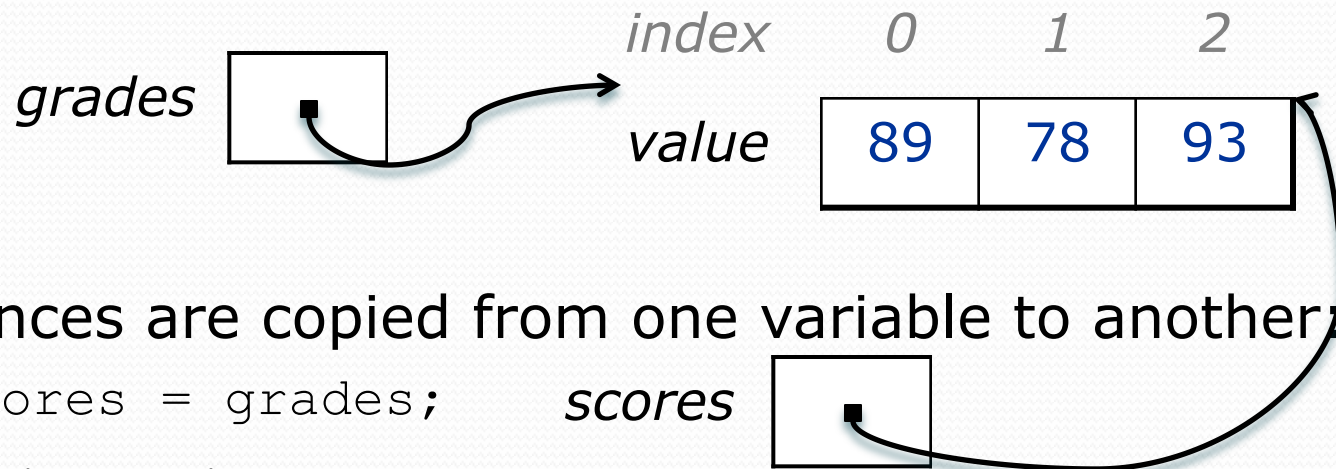 index 0 1 2
grades
value 89 78 93
nces are copied from one variable to another:
ores = grades; scores